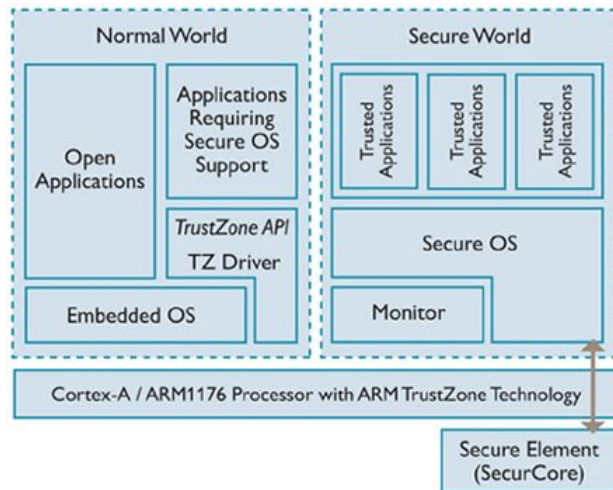 Normal World
Open
Applications
Applications
Requiring
Secure OS
Support
TrustZone API
TZ Driver
Embedded OS
Secure World
Trusted
Applications
Trusted
Applications
Trusted
Applications
Secure OS
Monitor
Cortex-A / ARM1176 Processor with ARM TrustZone Technology
Secure Element
(SecurCore)